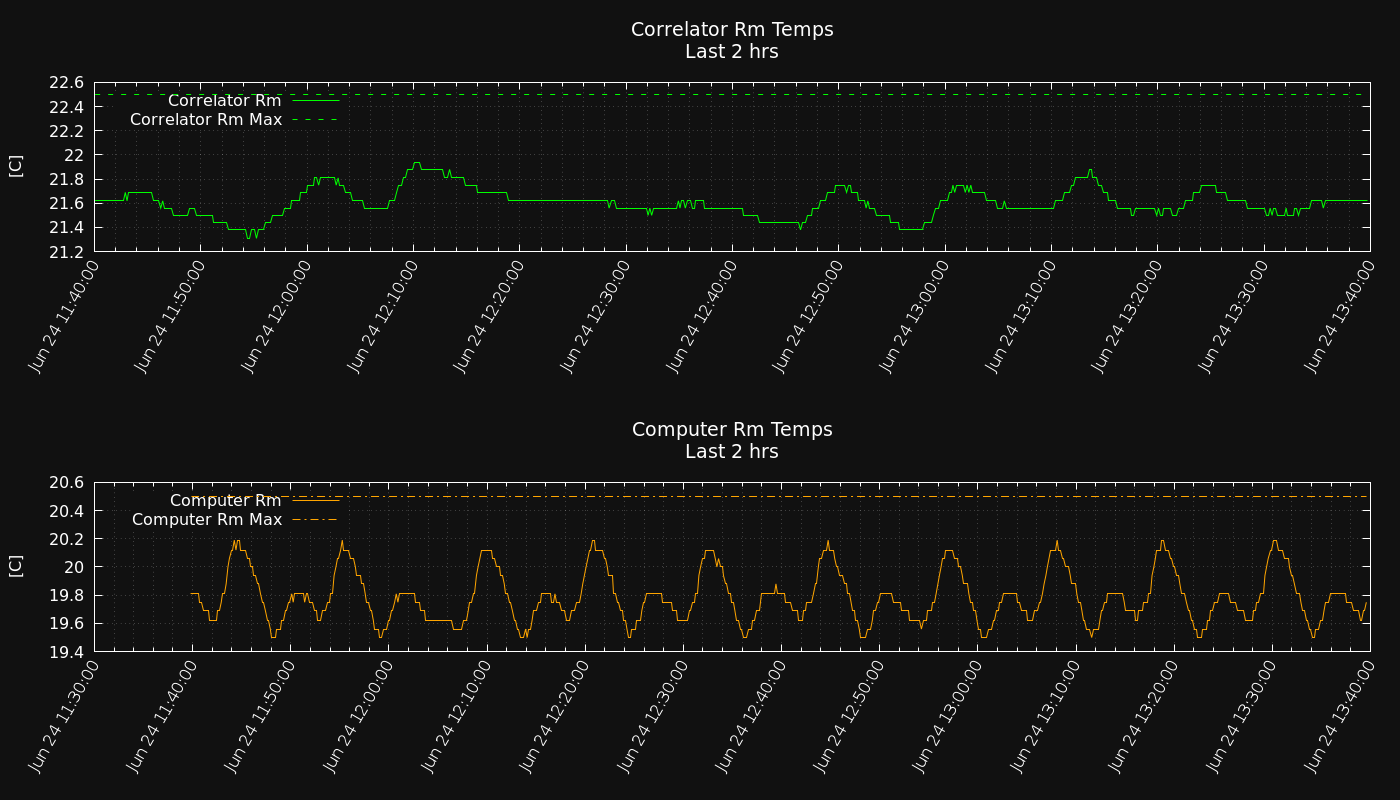 Correlator Rm Temps
Last 2 hrs
22.6
22.4
22.2
22
21.8
21.6
21.4
21.2
[C]
Correlator Rm
Correlator Rm Max
Jun 24 11:40:00
Jun 24 11:50:00
Jun 24 12:00:00
Jun 24 12:10:00
Jun 24 12:20:00
Jun 24 12:30:00
Jun 24 12:40:00
Jun 24 12:50:00
Jun 24 13:00:00
Jun 24 13:10:00
Jun 24 13:20:00
Jun 24 13:30:00
Jun 24 13:40:00
Computer Rm Temps
Last 2 hrs
20.6
20.4
20.2
20
19.8
19.6
19.4
[C]
Computer Rm
Computer Rm Max
Jun 24 11:30:00
Jun 24 11:40:00
Jun 24 11:50:00
Jun 24 12:00:00
Jun 24 12:10:00
Jun 24 12:20:00
Jun 24 12:30:00
Jun 24 12:40:00
Jun 24 12:50:00
Jun 24 13:00:00
Jun 24 13:10:00
Jun 24 13:20:00
Jun 24 13:30:00
Jun 24 13:40:00